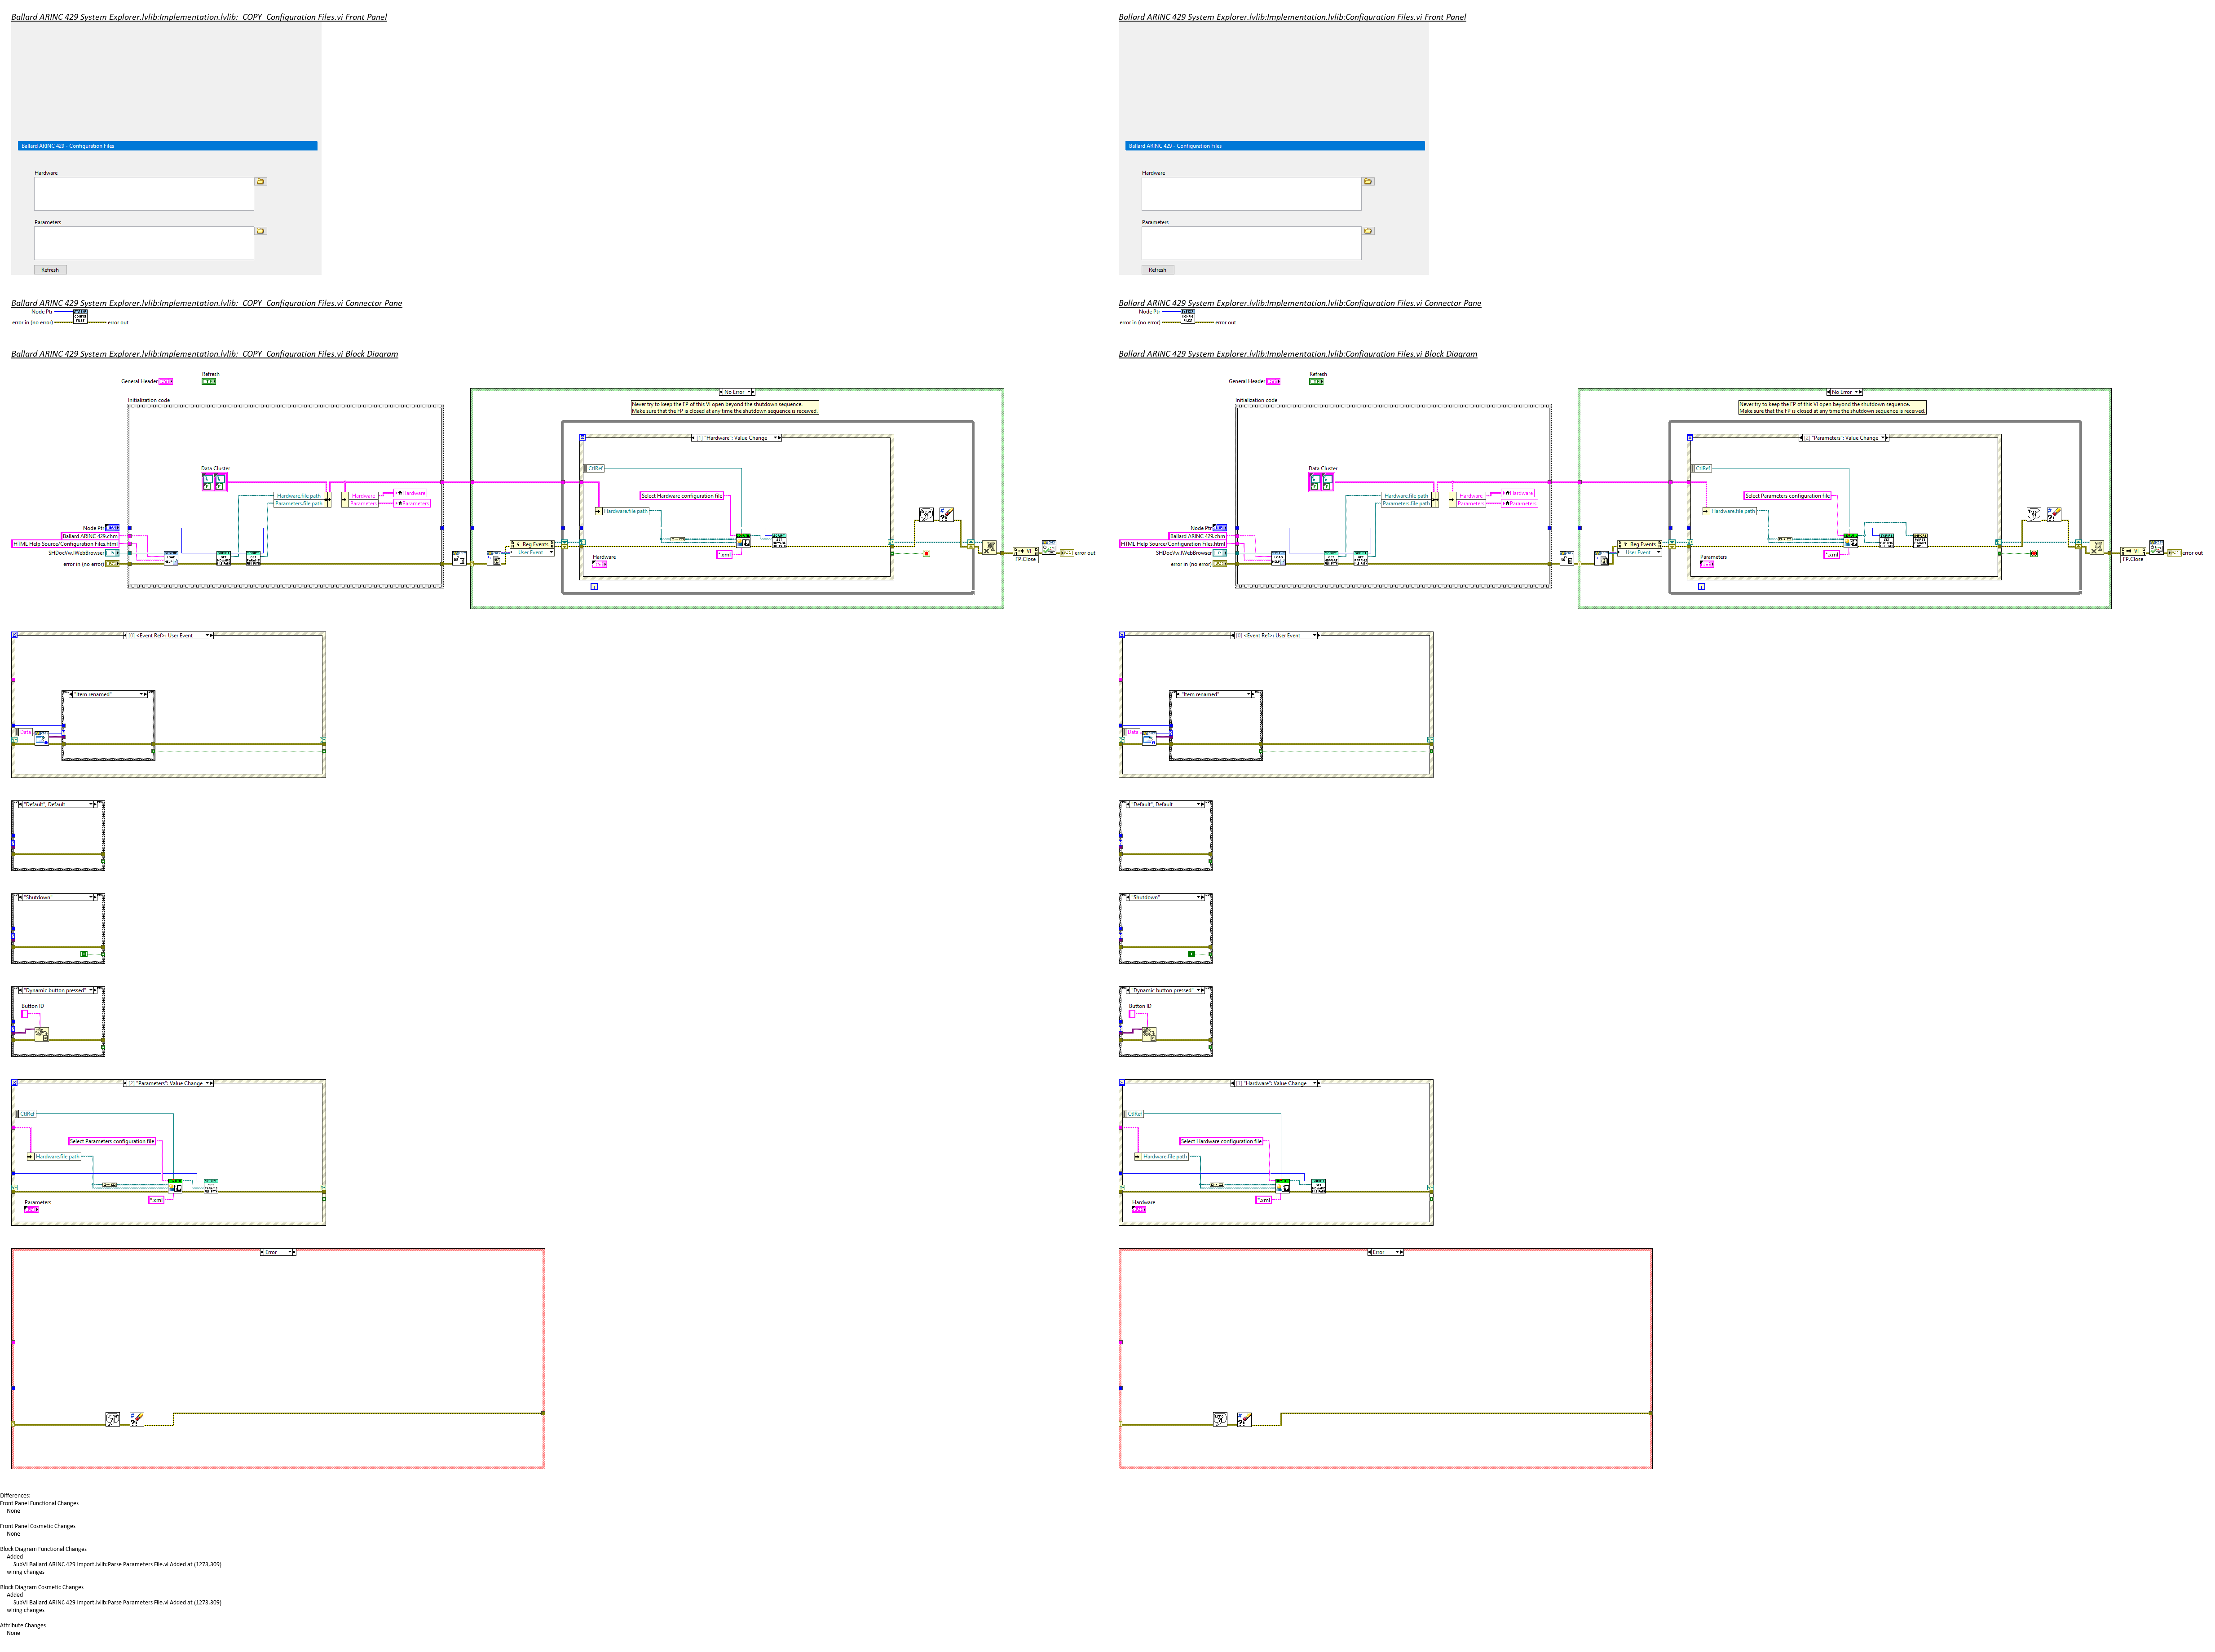 Ballard ARINC 429 System Explorer.lvlib:Implementation.lvlib:_COPY_Configuration Files.vi Front Panel
Ballard ARINC 429 - Configuration Files
Hardware
Parameters
Refresh
Ballard ARINC 429 System Explorer.lvlib:Implementation.lvlib:_COPY_Configuration Files.vi Connector Pane
Node Ptr
error in (no error)
error out
Ballard ARINC 429 System Explorer.lvlib:Implementation.lvlib:_COPY_Configuration Files.vi Block Diagram
General Header
Refresh
Initialization code
Data Cluster
Hardware.file path
Parameters.file path
Hardware
Parameters
Hardware
Parameters
Node Ptr
Ballard ARINC 429.chm
HTML Help Source/Configuration Files.html
SHDocVw.IWebBrowser
error in (no error)
No Error
Never try to keep the FP of this VI open beyond the shutdown sequence.
Make sure that the FP is closed at any time the shutdown sequence is received.
[1] "Hardware": Value Change
CtlRef
Select Hardware configuration file
Hardware.file path
*.xml
Hardware
Reg Events
User Event
VI
FP.Close
error out
[0] <Event Ref>: User Event
"Item renamed"
Data
"Default", Default
"Shutdown"
"Dynamic button pressed"
Button ID
[2] "Parameters": Value Change
CtlRef
Select Parameters configuration file
Hardware.file path
*.xml
Parameters
Error
Differences:
Front Panel Functional Changes
None
Front Panel Cosmetic Changes
None
Block Diagram Functional Changes
Added
SubVI Ballard ARINC 429 Import.lvlib:Parse Parameters File.vi Added at (1273,309)
wiring changes
Block Diagram Cosmetic Changes
Added
SubVI Ballard ARINC 429 Import.lvlib:Parse Parameters File.vi Added at (1273,309)
wiring changes
Attribute Changes
None
Ballard ARINC 429 System Explorer.lvlib:Implementation.lvlib:Configuration Files.vi Front Panel
Ballard ARINC 429 - Configuration Files
Hardware
Parameters
Refresh
Ballard ARINC 429 System Explorer.lvlib:Implementation.lvlib:Configuration Files.vi Connector Pane
Node Ptr
error in (no error)
error out
Ballard ARINC 429 System Explorer.lvlib:Implementation.lvlib:Configuration Files.vi Block Diagram
General Header
Refresh
Initialization code
Data Cluster
Hardware.file path
Parameters.file path
Hardware
Parameters
Hardware
Parameters
Node Ptr
Ballard ARINC 429.chm
HTML Help Source/Configuration Files.html
SHDocVw.IWebBrowser
error in (no error)
No Error
Never try to keep the FP of this VI open beyond the shutdown sequence.
Make sure that the FP is closed at any time the shutdown sequence is received.
[2] "Parameters": Value Change
CtlRef
Select Parameters configuration file
Hardware.file path
*.xml
Parameters
Reg Events
User Event
VI
FP.Close
error out
[0] <Event Ref>: User Event
"Item renamed"
Data
"Default", Default
"Shutdown"
"Dynamic button pressed"
Button ID
[1] "Hardware": Value Change
CtlRef
Select Hardware configuration file
Hardware.file path
*.xml
Hardware
Error